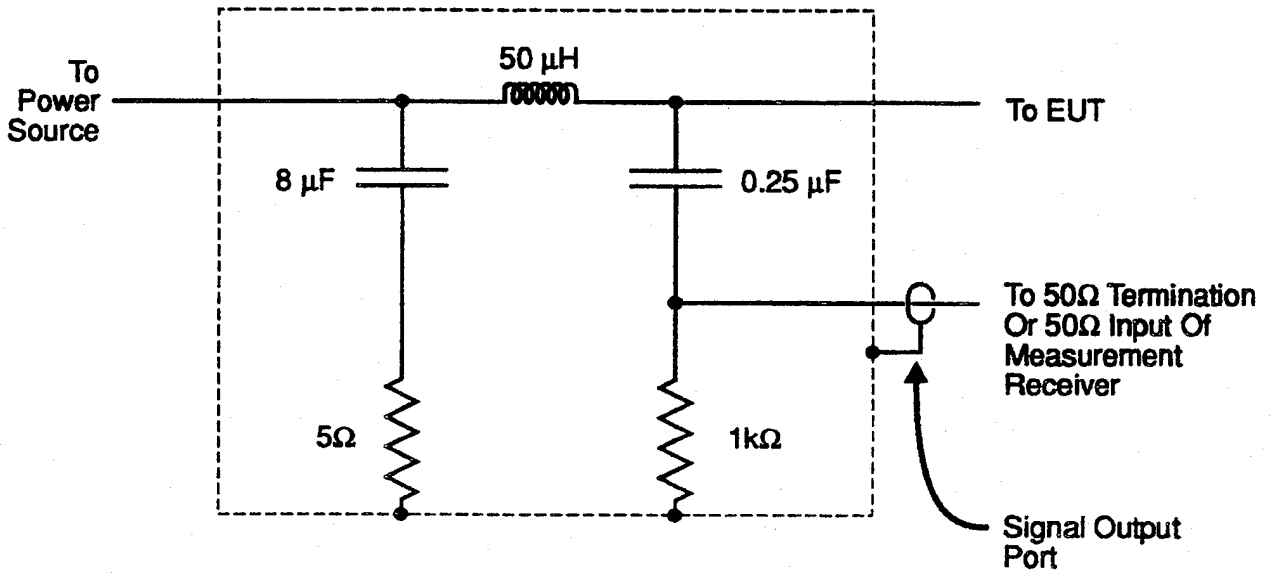 To
Power
Source
50 µH
To EUT
8 µF
0.25 µF
To 50Ω Termination
Or 50Ω Input Of
Measurement
Receiver
5Ω
1kΩ
Signal Output
Port